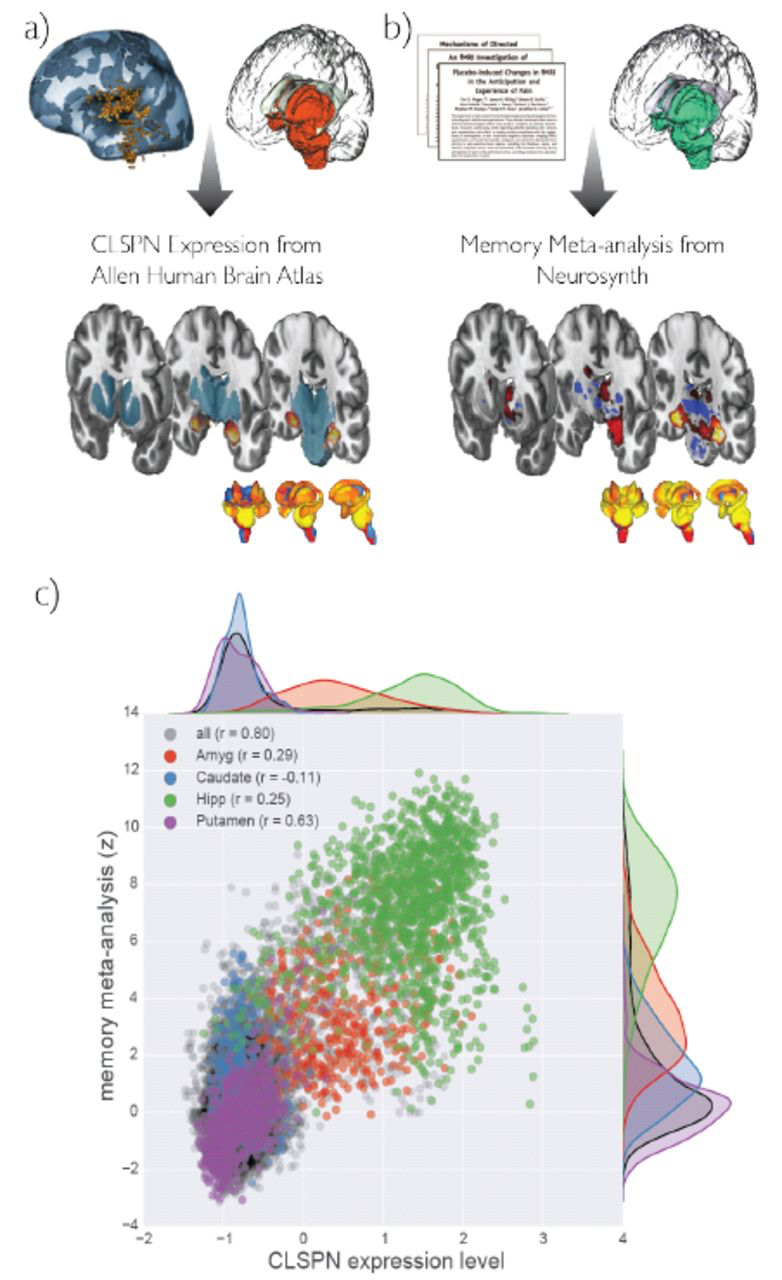 a)
b)
Mechanisms of Directed
An fMRI Investigation of
Placebo-Induced Changes in fMRI
in the Anticipation and
Experience of Pain
CLSPN Expression from
Allen Human Brain Atlas
Memory Meta-analysis from
Neurosynth
c)
14
12
10
8
6
4
2
0
−2
−4
memory meta-analysis (z)
all (r = 0.80)
Amyg (r = 0.29)
Caudate (r = -0.11)
Hipp (r = 0.25)
Putamen (r = 0.63)
−2
−1
0
1
2
3
4
CLSPN expression level